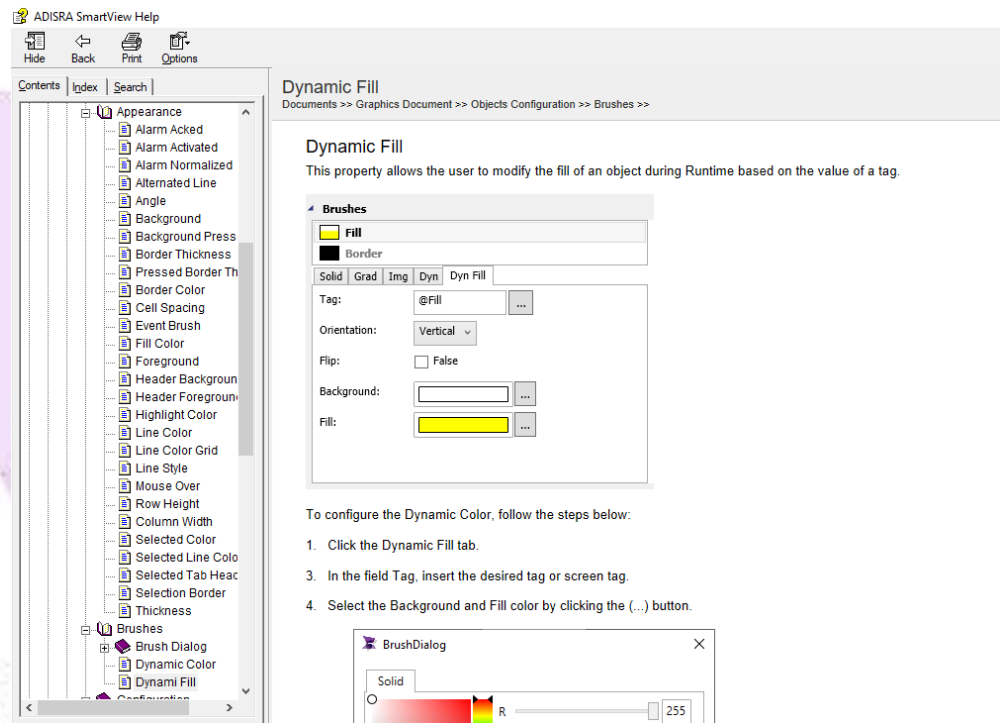 ADISRA SmartView Help
Hide Back Print Options
Contents Index Search
Appearance
Alarm Acked
Alarm Activated
Alarm Normalized
Alternated Line
Angle
Background
Background Press
Border Thickness
Pressed Border Th
Border Color
Cell Spacing
Event Brush
Fill Color
Foreground
Header Backgroun
Header Foregroun
Highlight Color
Line Color
Line Color Grid
Line Style
Mouse Over
Row Height
Column Width
Selected Color
Selected Line Colo
Selected Tab Head
Selection Border
Thickness
Brushes
Brush Dialog
Dynamic Color
Dynami Fill
Configuration
Dynamic Fill
Documents >> Graphics Document >> Objects Configuration >> Brushes >>
Dynamic Fill
This property allows the user to modify the fill of an object during Runtime based on the value of a tag.
Brushes
Fill
Border
Solid Grad Img Dyn Dyn Fill
Tag: @Fill ...
Orientation: Vertical
Flip: False
Background: ...
Fill: ...
To configure the Dynamic Color, follow the steps below:
1. Click the Dynamic Fill tab.
3. In the field Tag, insert the desired tag or screen tag.
4. Select the Background and Fill color by clicking the (...) button.
BrushDialog
Solid
R 255